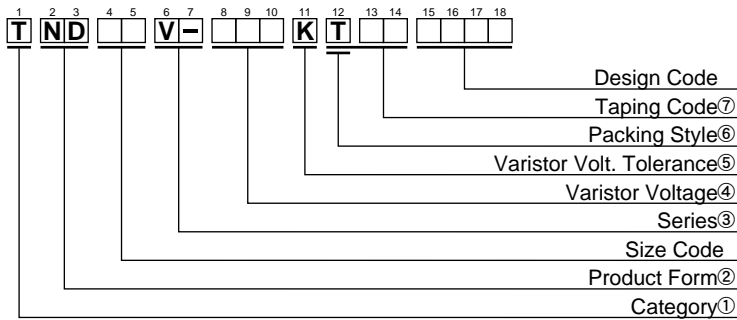 1 2 3 4 5 6 7 8 9 10 11 12 13 14 15 16 17 18
T ND V− K T
Design Code
Taping Code⑦
Packing Style⑥
Varistor Volt. Tolerance⑤
Varistor Voltage④
Series③
Size Code
Product Form②
Category①